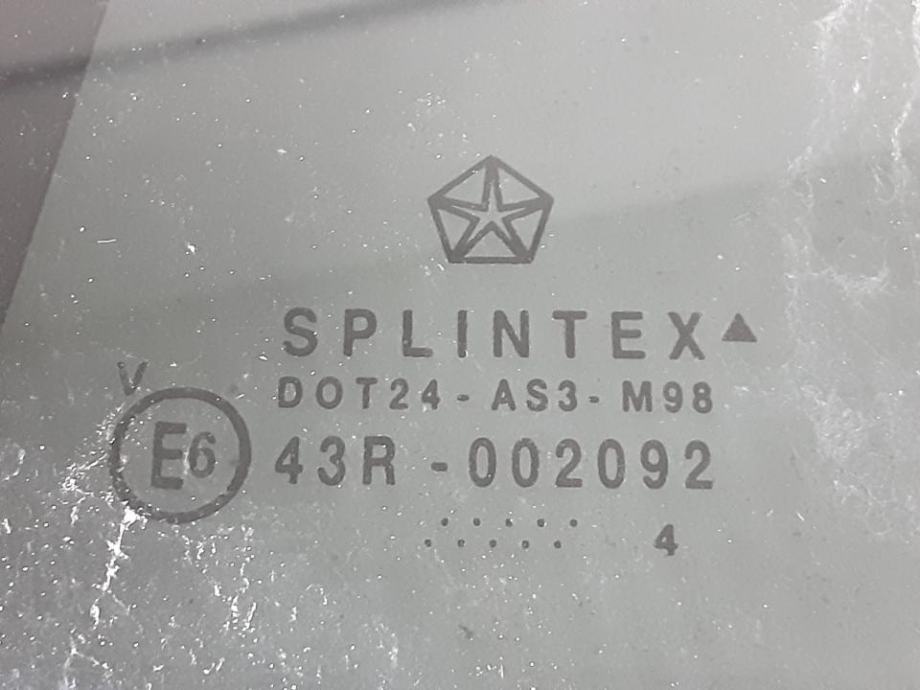 SPLINTEX▲
DOT24 - AS3 - M98
V
E6 43R - 002092
4